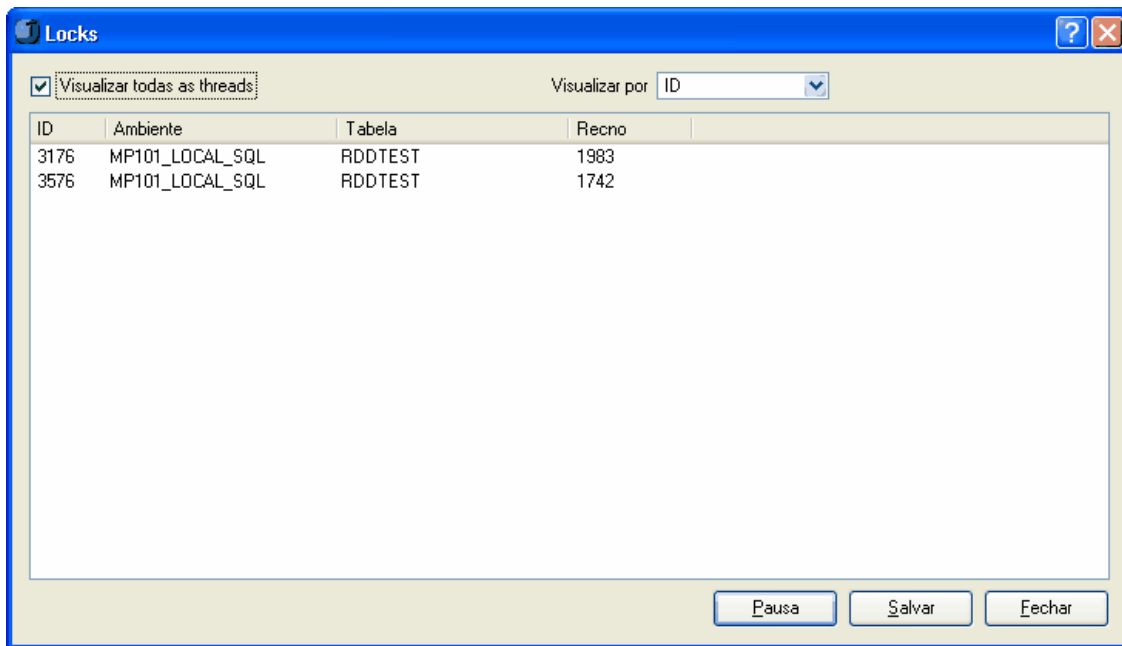 Locks
Visualizar todas as threads Visualizar por ID
ID Ambiente Tabela Recno
3176 MP101_LOCAL_SQL RDDTEST 1983
3576 MP101_LOCAL_SQL RDDTEST 1742
Pausa Salvar Fechar